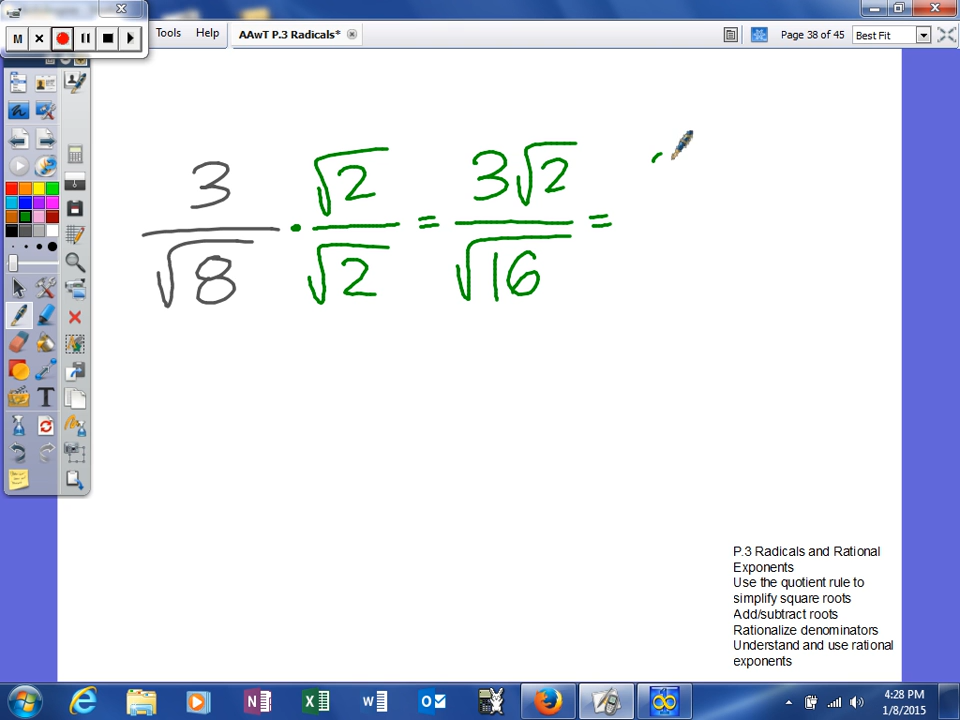 M
Tools Help AAwT P.3 Radicals* Page 38 of 45 Best Fit
3/√8 · √2/√2 = 3√2/√16 =
P.3 Radicals and Rational
Exponents
Use the quotient rule to
simplify square roots
Add/subtract roots
Rationalize denominators
Understand and use rational
exponents
4:28 PM
1/8/2015